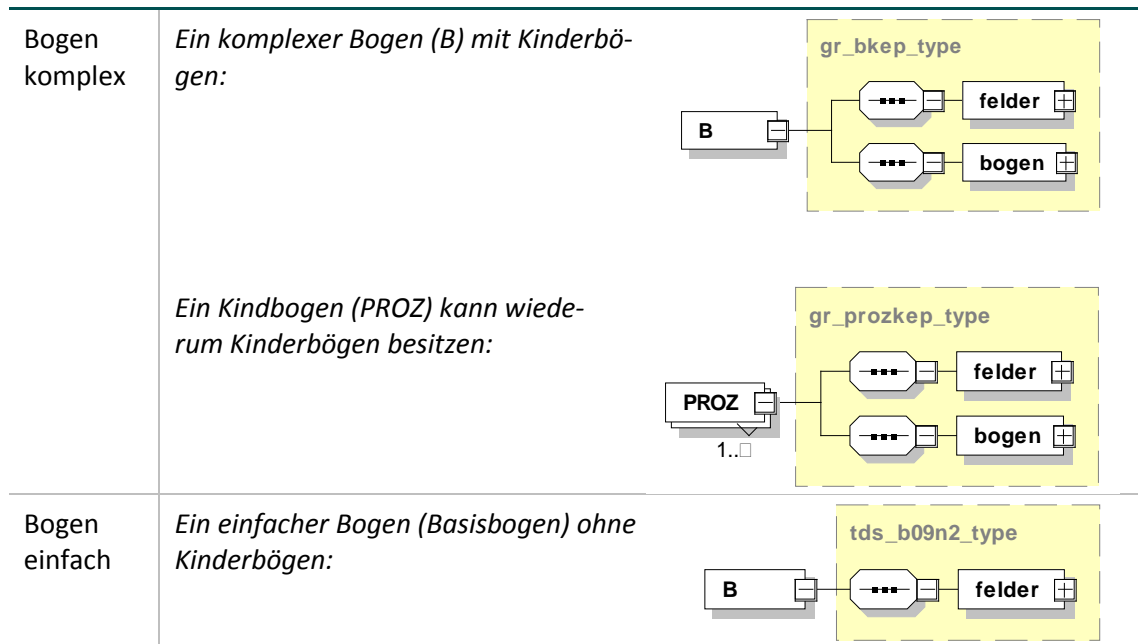 Bogen komplex
Ein komplexer Bogen (B) mit Kinderbö-
gen:
gr_bkep_type
felder
B
bogen
Ein Kindbogen (PROZ) kann wiede-
rum Kinderbögen besitzen:
gr_prozkep_type
felder
PROZ
bogen
1..□
Bogen einfach
Ein einfacher Bogen (Basisbogen) ohne
Kinderbögen:
tds_b09n2_type
B
felder